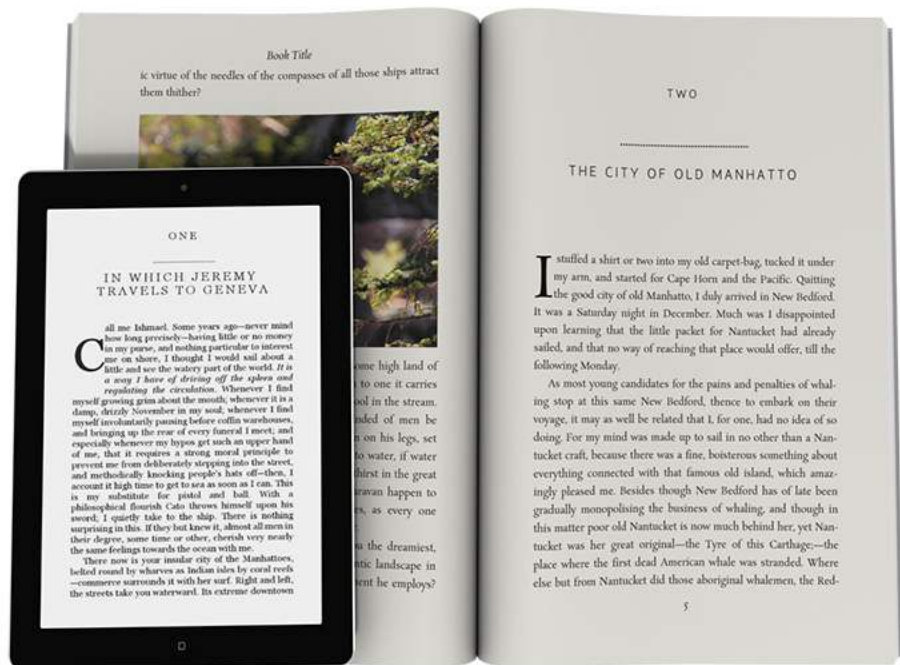 Book Title
ic virtue of the needles of the compasses of all those ships attract
them thither?
ome high land of
to one it carries
ool in the stream.
nded of men be
on his legs, set
to water, if water
hirst in the great
aravan happen to
s, as every one
u the dreamiest,
ntic landscape in
ent he employs?
ONE
IN WHICH JEREMY
TRAVELS TO GENEVA
Call me Ishmael. Some years ago—never mind
how long precisely—having little or no money
in my purse, and nothing particular to interest
me on shore, I thought I would sail about a
little and see the watery part of the world. It is
a way I have of driving off the spleen and
regulating the circulation. Whenever I find
myself growing grim about the mouth; whenever it is a
damp, drizzly November in my soul; whenever I find
myself involuntarily pausing before coffin warehouses,
and bringing up the rear of every funeral I meet; and
especially whenever my hypos get such an upper hand
of me, that it requires a strong moral principle to
prevent me from deliberately stepping into the street,
and methodically knocking people's hats off—then, I
account it high time to get to sea as soon as I can. This
is my substitute for pistol and ball. With a
philosophical flourish Cato throws himself upon his
sword; I quietly take to the ship. There is nothing
surprising in this. If they but knew it, almost all men in
their degree, some time or other, cherish very nearly
the same feelings towards the ocean with me.
There now is your insular city of the Manhattoes,
belted round by wharves as Indian isles by coral reefs
—commerce surrounds it with her surf. Right and left,
the streets take you waterward. Its extreme downtown
TWO
THE CITY OF OLD MANHATTO
I stuffed a shirt or two into my old carpet-bag, tucked it under
my arm, and started for Cape Horn and the Pacific. Quitting
the good city of old Manhatto, I duly arrived in New Bedford.
It was a Saturday night in December. Much was I disappointed
upon learning that the little packet for Nantucket had already
sailed, and that no way of reaching that place would offer, till the
following Monday.
As most young candidates for the pains and penalties of whal-
ing stop at this same New Bedford, thence to embark on their
voyage, it may as well be related that I, for one, had no idea of so
doing. For my mind was made up to sail in no other than a Nan-
tucket craft, because there was a fine, boisterous something about
everything connected with that famous old island, which amaz-
ingly pleased me. Besides though New Bedford has of late been
gradually monopolising the business of whaling, and though in
this matter poor old Nantucket is now much behind her, yet Nan-
tucket was her great original—the Tyre of this Carthage;—the
place where the first dead American whale was stranded. Where
else but from Nantucket did those aboriginal whalemen, the Red-
5